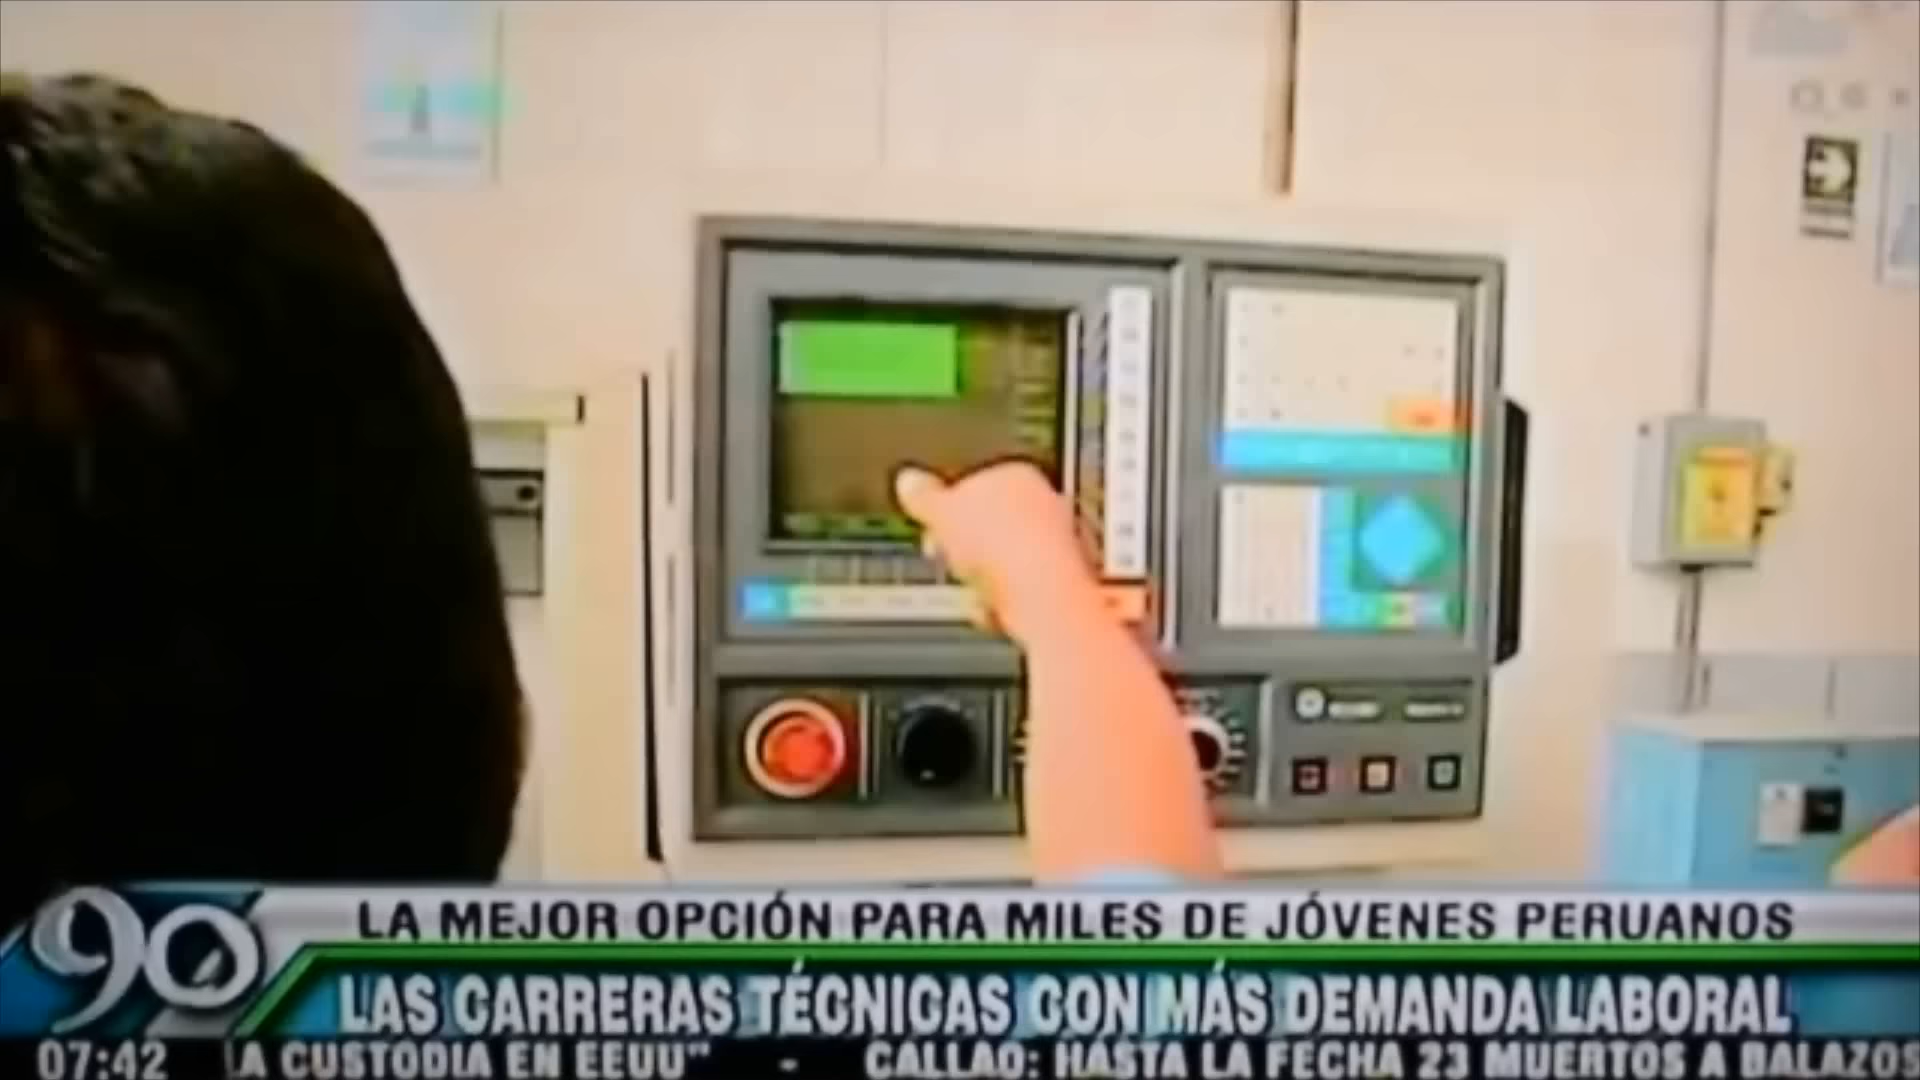 LA MEJOR OPCIÓN PARA MILES DE JÓVENES PERUANOS
90
LAS CARRERAS TÉCNICAS CON MÁS DEMANDA LABORAL
07:42 LA CUSTODIA EN EEUU" - CALLAO: HASTA LA FECHA 23 MUERTOS A BALAZOS